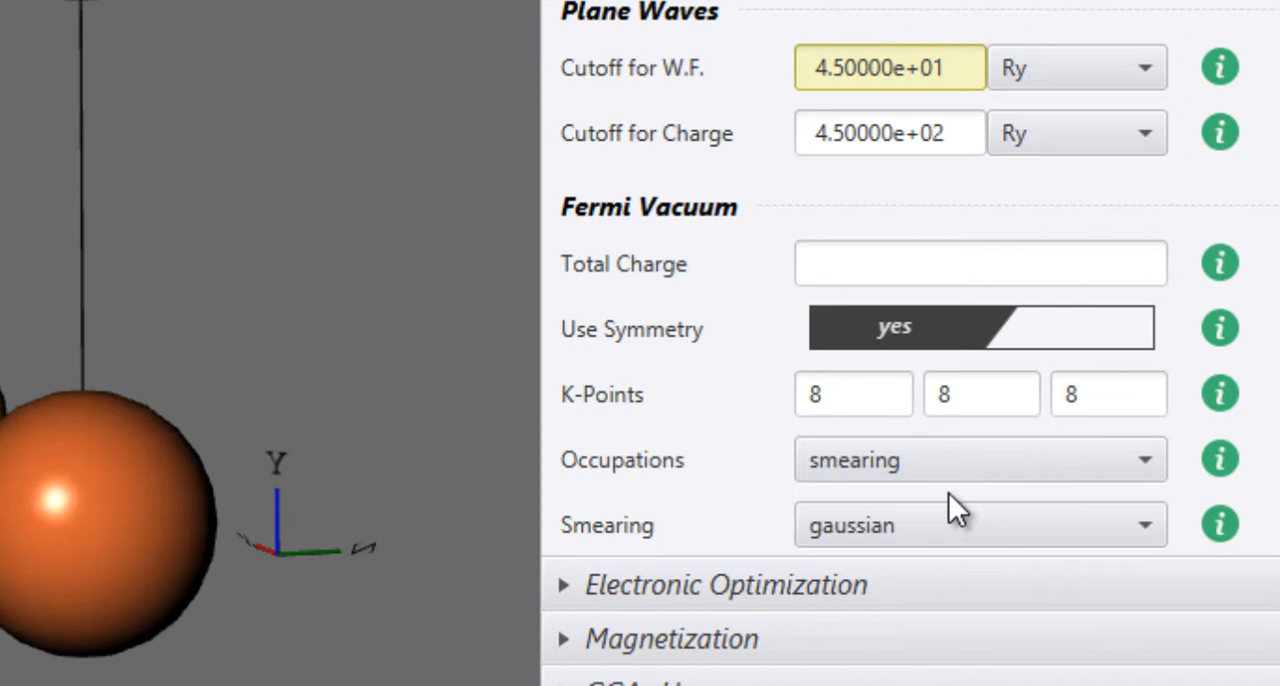 Plane Waves
Cutoff for W.F. 4.50000e+01 Ry i
Cutoff for Charge 4.50000e+02 Ry i
Fermi Vacuum
Total Charge i
Use Symmetry yes i
K-Points 8 8 8 i
Occupations smearing i
Smearing gaussian i
Y
Electronic Optimization
Magnetization